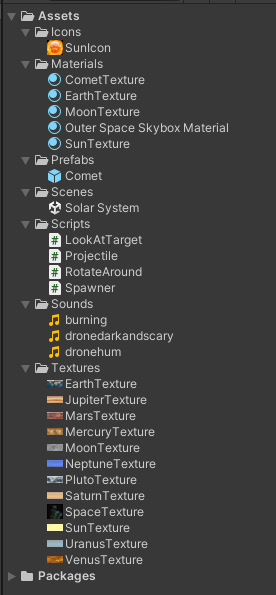 Assets
Icons
SunIcon
Materials
CometTexture
EarthTexture
MoonTexture
Outer Space Skybox Material
SunTexture
Prefabs
Comet
Scenes
Solar System
Scripts
LookAtTarget
Projectile
RotateAround
Spawner
Sounds
burning
dronedarkandscary
dronehum
Textures
EarthTexture
JupiterTexture
MarsTexture
MercuryTexture
MoonTexture
NeptuneTexture
PlutoTexture
SaturnTexture
SpaceTexture
SunTexture
UranusTexture
VenusTexture
Packages